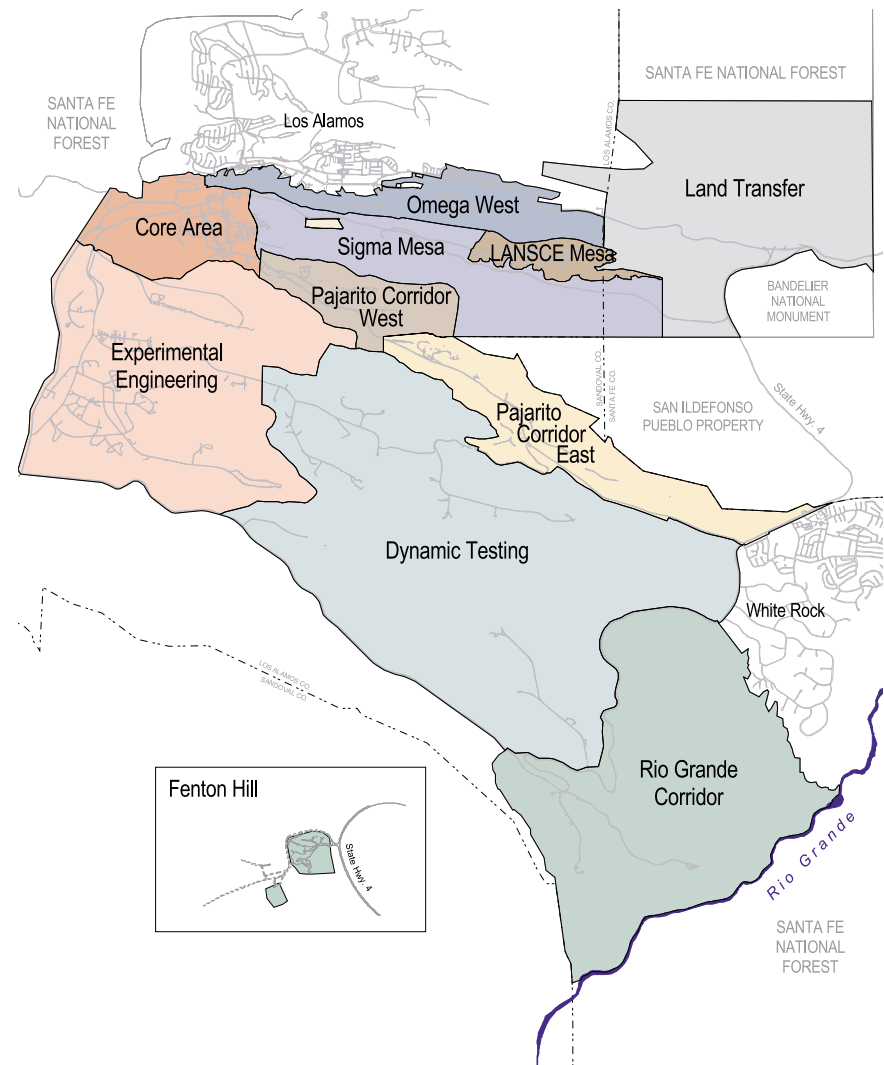 SANTA FE NATIONAL FOREST
SANTA FE
NATIONAL
FOREST
Los Alamos
LOS ALAMOS CO.
Land Transfer
Omega West
Core Area
Sigma Mesa
LANSCE Mesa
Pajarito Corridor
West
BANDELIER
NATIONAL
MONUMENT
Experimental
Engineering
SANDOVAL CO.
SANTA FE CO.
State Hwy. 4
Pajarito
Corridor
East
SAN ILDEFONSO
PUEBLO PROPERTY
Dynamic Testing
White Rock
LOS ALAMOS CO.
SANDOVAL CO.
Rio Grande
Corridor
Fenton Hill
State Hwy. 4
Rio Grande
SANTA FE
NATIONAL
FOREST